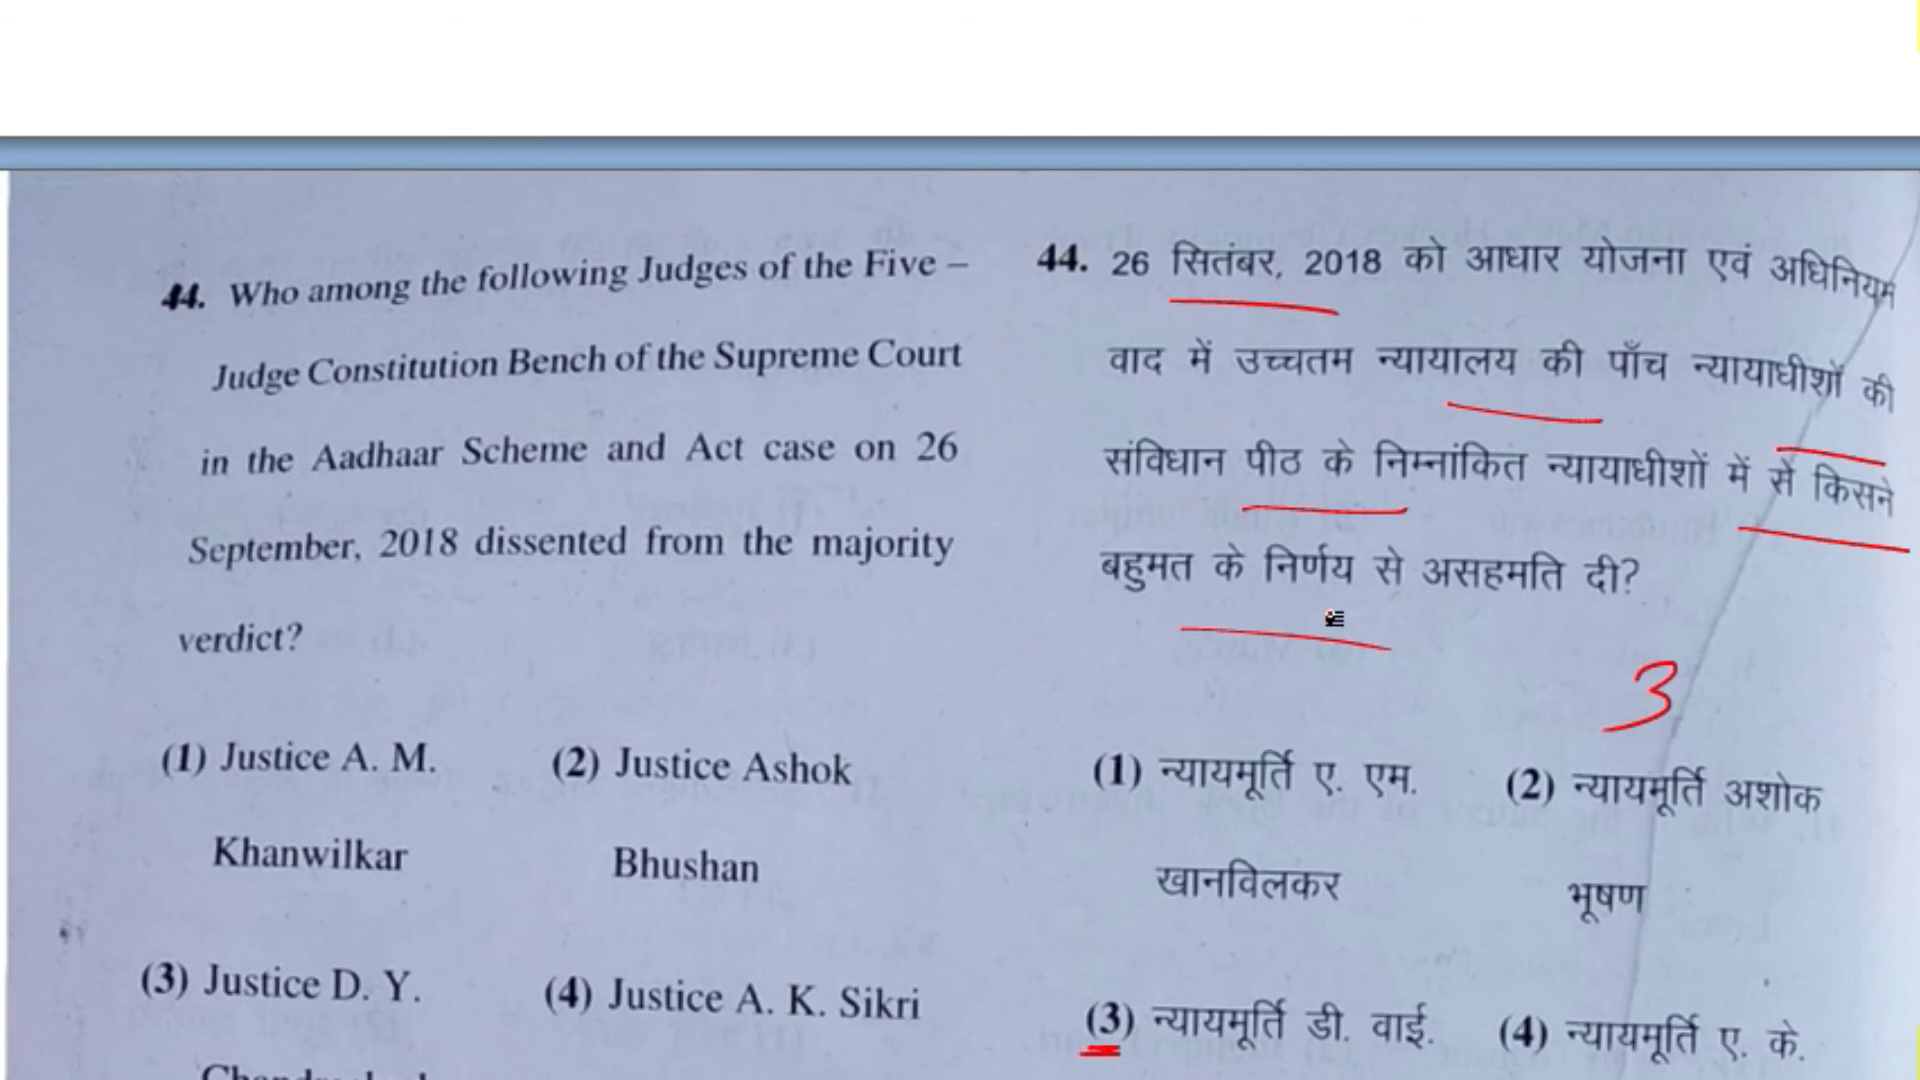 44. Who among the following Judges of the Five –
Judge Constitution Bench of the Supreme Court
in the Aadhaar Scheme and Act case on 26
September, 2018 dissented from the majority
verdict?
(1) Justice A. M.
Khanwilkar
(2) Justice Ashok
Bhushan
(3) Justice D. Y.
(4) Justice A. K. Sikri
44. 26 सितंबर, 2018 को आधार योजना एवं अधिनियम
वाद में उच्चतम न्यायालय की पाँच न्यायाधीशों की
संविधान पीठ के निम्नांकित न्यायाधीशों में से किसने
बहुमत के निर्णय से असहमति दी?
3
(1) न्यायमूर्ति ए. एम.
खानविलकर
(2) न्यायमूर्ति अशोक
भूषण
(3) न्यायमूर्ति डी. वाई.
(4) न्यायमूर्ति ए. के.